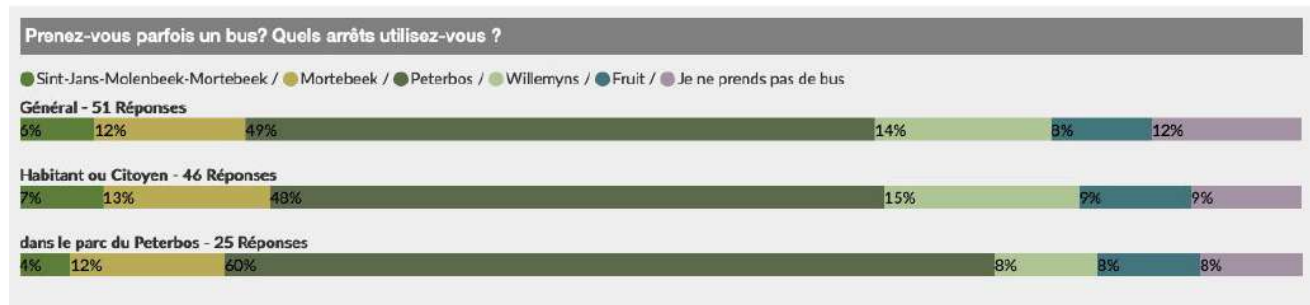 Prenez-vous parfois un bus? Quels arrêts utilisez-vous ?
Sint-Jans-Molenbeek-Mortebeek / Mortebeek / Peterbos / Willemyns / Fruit / Je ne prends pas de bus
Général - 51 Réponses
6% 12% 49% 14% 8% 12%
Habitant ou Citoyen - 46 Réponses
7% 13% 48% 15% 9% 9%
dans le parc du Peterbos - 25 Réponses
4% 12% 60% 8% 8% 8%